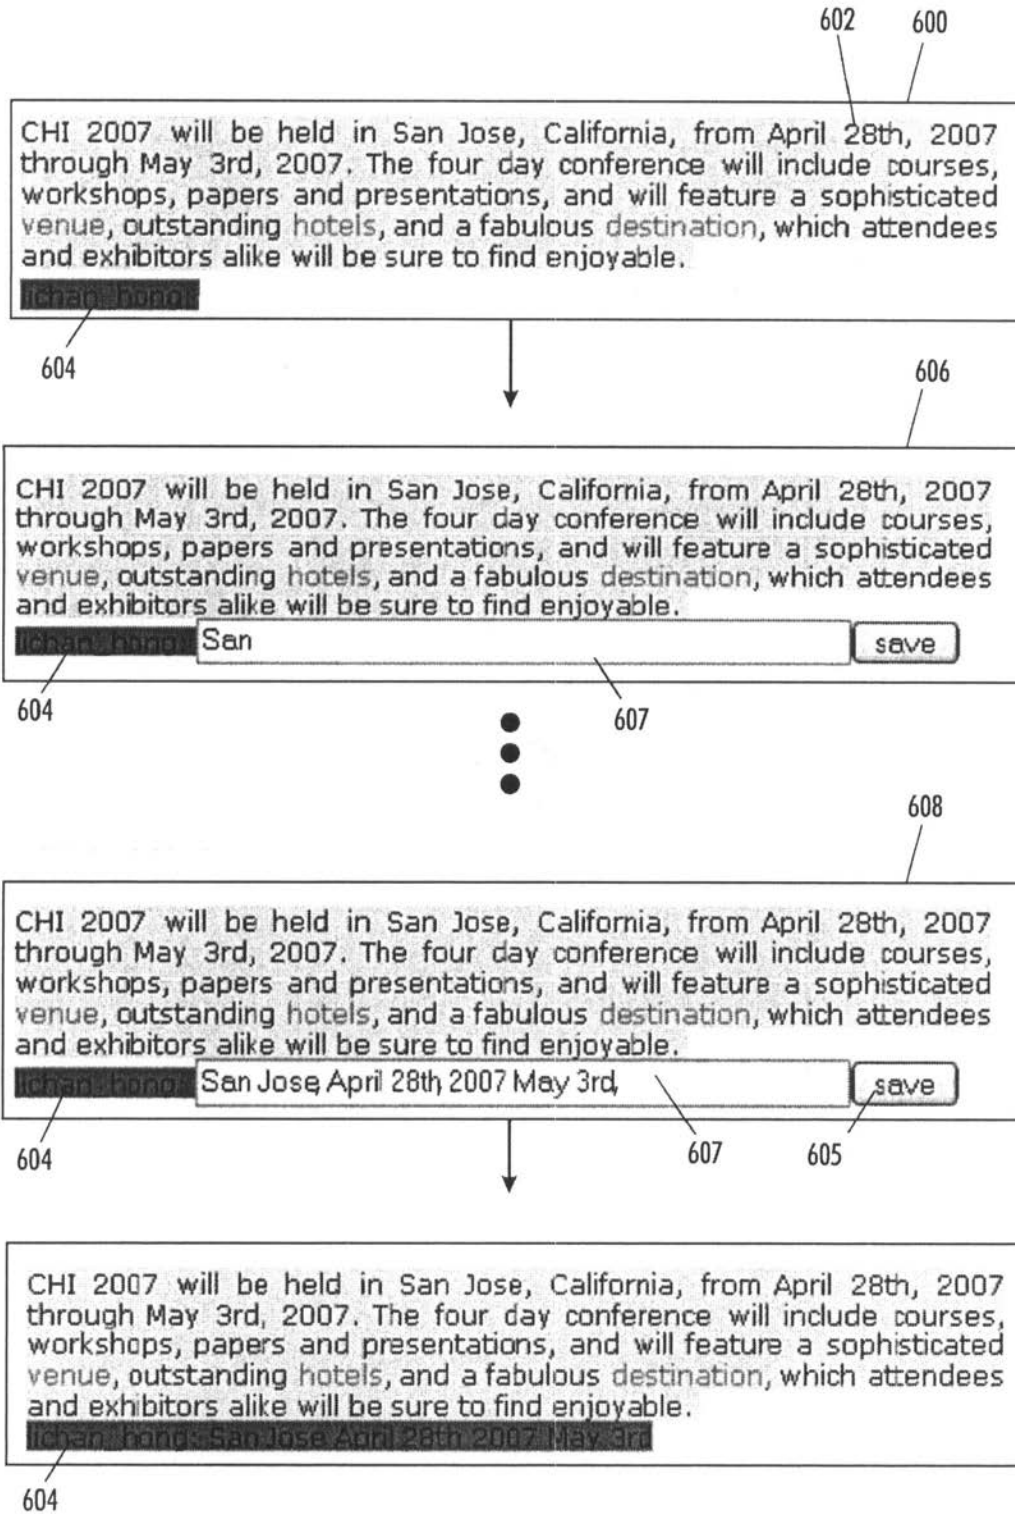 602 600
CHI 2007 will be held in San Jose, California, from April 28th, 2007
through May 3rd, 2007. The four day conference will include courses,
workshops, papers and presentations, and will feature a sophisticated
venue, outstanding hotels, and a fabulous destination, which attendees
and exhibitors alike will be sure to find enjoyable.
lichan_hong:
604
606
CHI 2007 will be held in San Jose, California, from April 28th, 2007
through May 3rd, 2007. The four day conference will include courses,
workshops, papers and presentations, and will feature a sophisticated
venue, outstanding hotels, and a fabulous destination, which attendees
and exhibitors alike will be sure to find enjoyable.
lichan_hong: San save
604 607
608
CHI 2007 will be held in San Jose, California, from April 28th, 2007
through May 3rd, 2007. The four day conference will include courses,
workshops, papers and presentations, and will feature a sophisticated
venue, outstanding hotels, and a fabulous destination, which attendees
and exhibitors alike will be sure to find enjoyable.
lichan_hong: San Jose, April 28th, 2007 May 3rd, save
604 607 605
CHI 2007 will be held in San Jose, California, from April 28th, 2007
through May 3rd, 2007. The four day conference will include courses,
workshops, papers and presentations, and will feature a sophisticated
venue, outstanding hotels, and a fabulous destination, which attendees
and exhibitors alike will be sure to find enjoyable.
lichan_hong: San Jose April 28th 2007 May 3rd
604